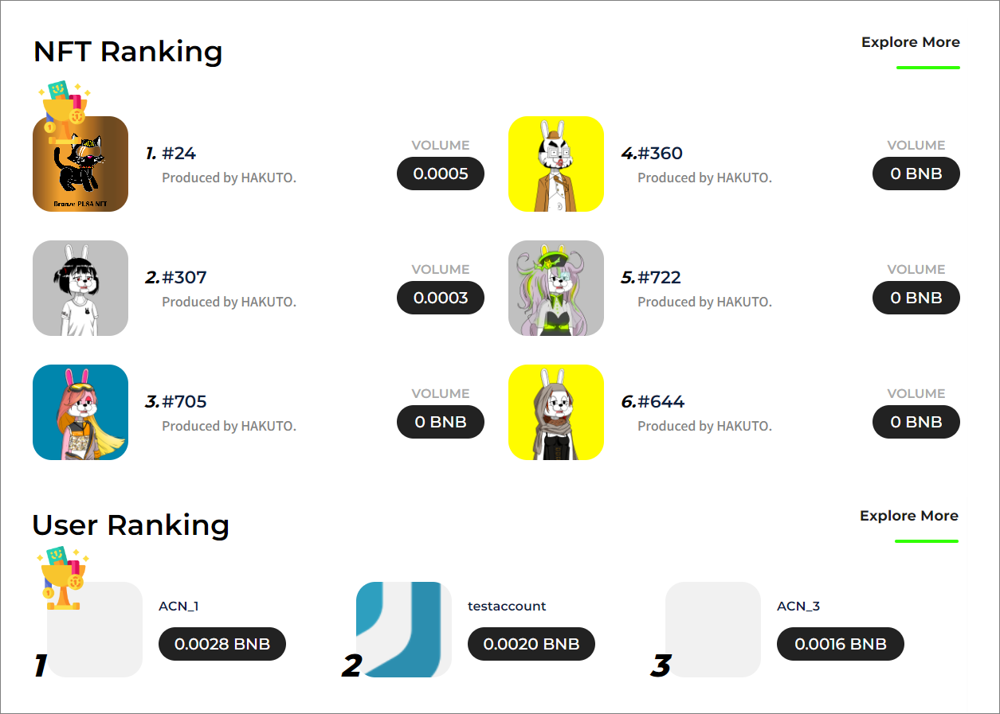 NFT Ranking
Explore More
Bronze PLSA NFT
1. #24
Produced by HAKUTO.
VOLUME
0.0005
4. #360
Produced by HAKUTO.
VOLUME
0 BNB
2. #307
Produced by HAKUTO.
VOLUME
0.0003
5. #722
Produced by HAKUTO.
VOLUME
0 BNB
3. #705
Produced by HAKUTO.
VOLUME
0 BNB
6. #644
Produced by HAKUTO.
VOLUME
0 BNB
User Ranking
Explore More
1
ACN_1
0.0028 BNB
2
testaccount
0.0020 BNB
3
ACN_3
0.0016 BNB